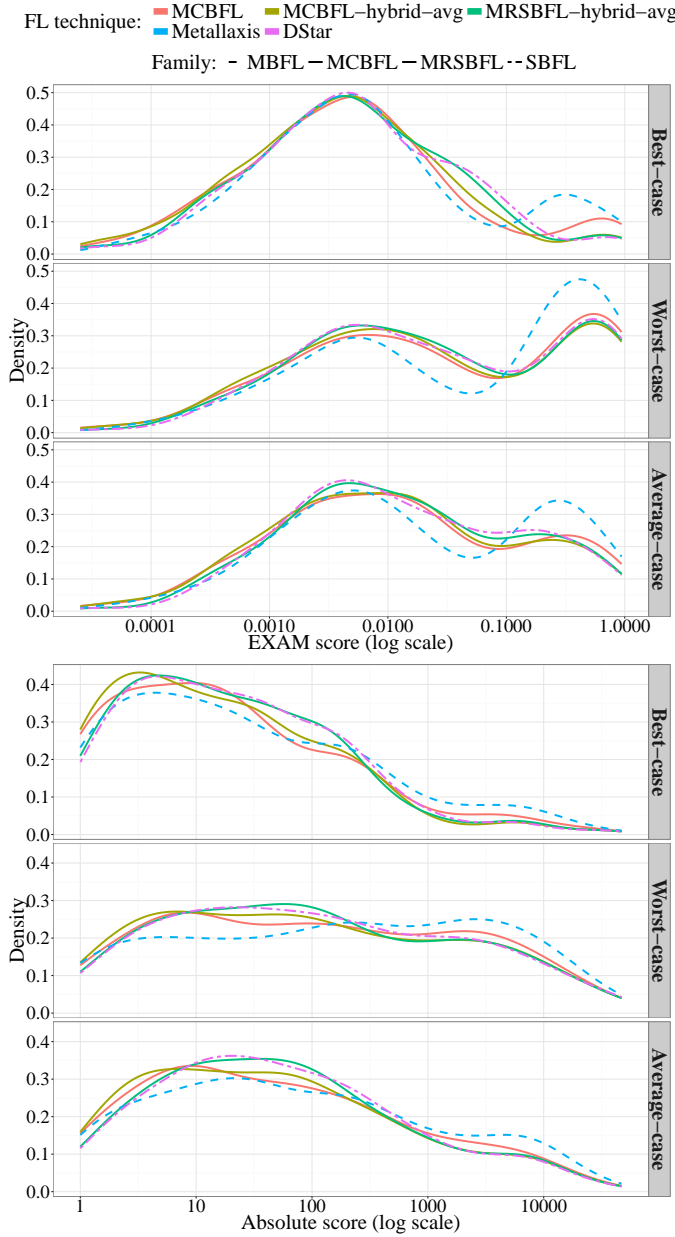 FL technique: MCBFL MCBFL−hybrid−avg MRSBFL−hybrid−avg
Metallaxis DStar
Family: MBFL MCBFL MRSBFL SBFL
0.5
0.4
0.3
0.2
0.1
0.0
Best−case
0.5
0.4
0.3
0.2
0.1
0.0
Worst−case
0.5
0.4
0.3
0.2
0.1
0.0
Average−case
Density
0.0001 0.0010 0.0100 0.1000 1.0000
EXAM score (log scale)
0.4
0.3
0.2
0.1
0.0
Best−case
0.4
0.3
0.2
0.1
0.0
Worst−case
0.4
0.3
0.2
0.1
0.0
Average−case
Density
1 10 100 1000 10000
Absolute score (log scale)